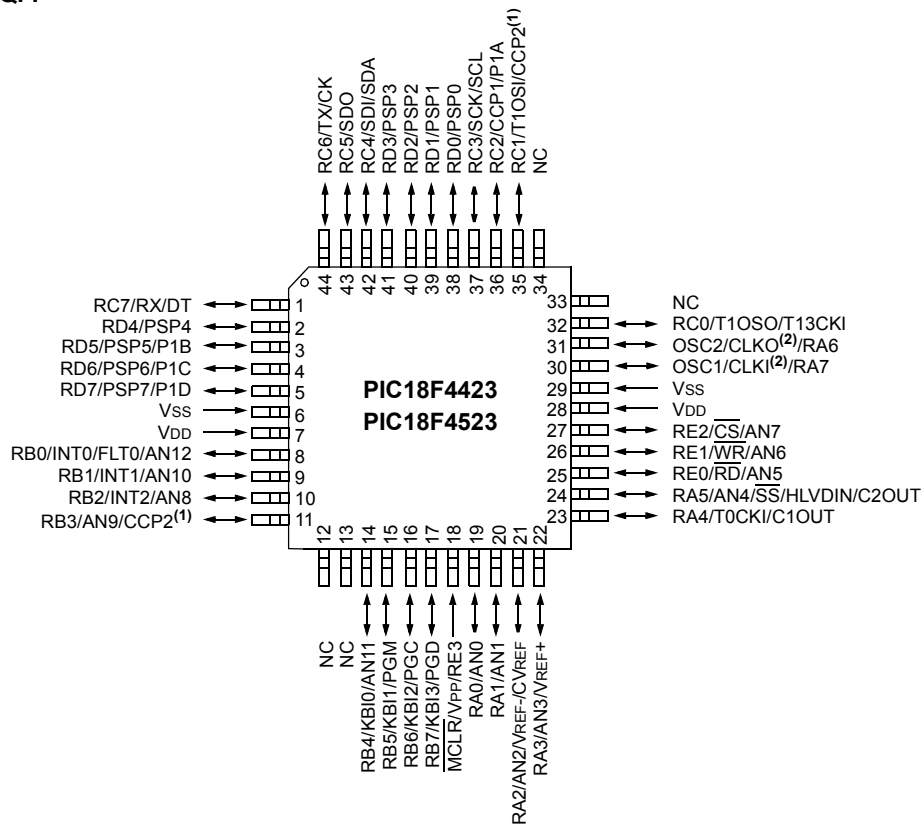 RC6/TX/CK
RC5/SDO
RC4/SDI/SDA
RD3/PSP3
RD2/PSP2
RD1/PSP1
RD0/PSP0
RC3/SCK/SCL
RC2/CCP1/P1A
RC1/T1OSI/CCP2(1)
NC
44
43
42
41
40
39
38
37
36
35
34
RC7/RX/DT 1
RD4/PSP4 2
RD5/PSP5/P1B 3
RD6/PSP6/P1C 4
RD7/PSP7/P1D 5
VSS 6
VDD 7
RB0/INT0/FLT0/AN12 8
RB1/INT1/AN10 9
RB2/INT2/AN8 10
RB3/AN9/CCP2(1) 11
PIC18F4423
PIC18F4523
33 NC
32 RC0/T1OSO/T13CKI
31 OSC2/CLKO(2)/RA6
30 OSC1/CLKI(2)/RA7
29 VSS
28 VDD
27 RE2/CS/AN7
26 RE1/WR/AN6
25 RE0/RD/AN5
24 RA5/AN4/SS/HLVDIN/C2OUT
23 RA4/T0CKI/C1OUT
12
13
14
15
16
17
18
19
20
21
22
NC
NC
RB4/KBI0/AN11
RB5/KBI1/PGM
RB6/KBI2/PGC
RB7/KBI3/PGD
MCLR/VPP/RE3
RA0/AN0
RA1/AN1
RA2/AN2/VREF-/CVREF
RA3/AN3/VREF+